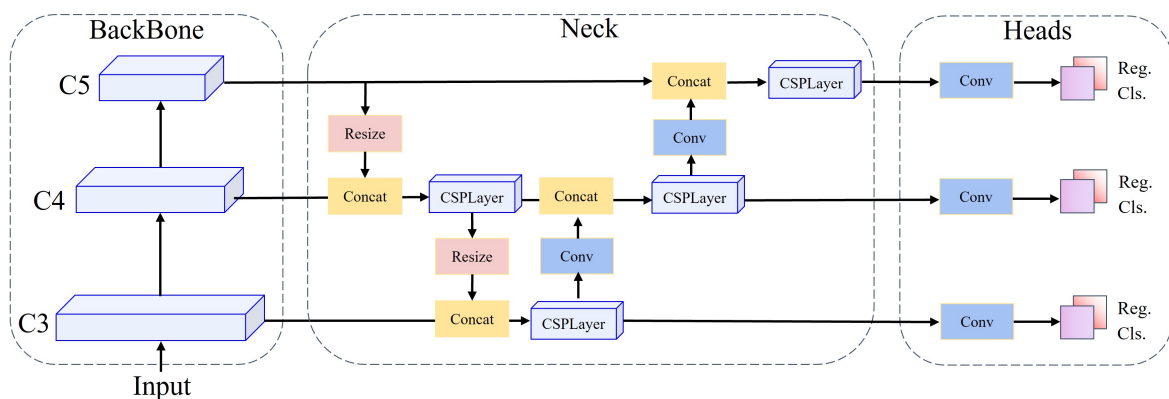 BackBone
Neck
Heads
C5
Concat
CSPLayer
Conv
Reg.
Cls.
Resize
Conv
C4
Concat
CSPLayer
Concat
CSPLayer
Conv
Reg.
Cls.
Resize
Conv
C3
Concat
CSPLayer
Conv
Reg.
Cls.
Input